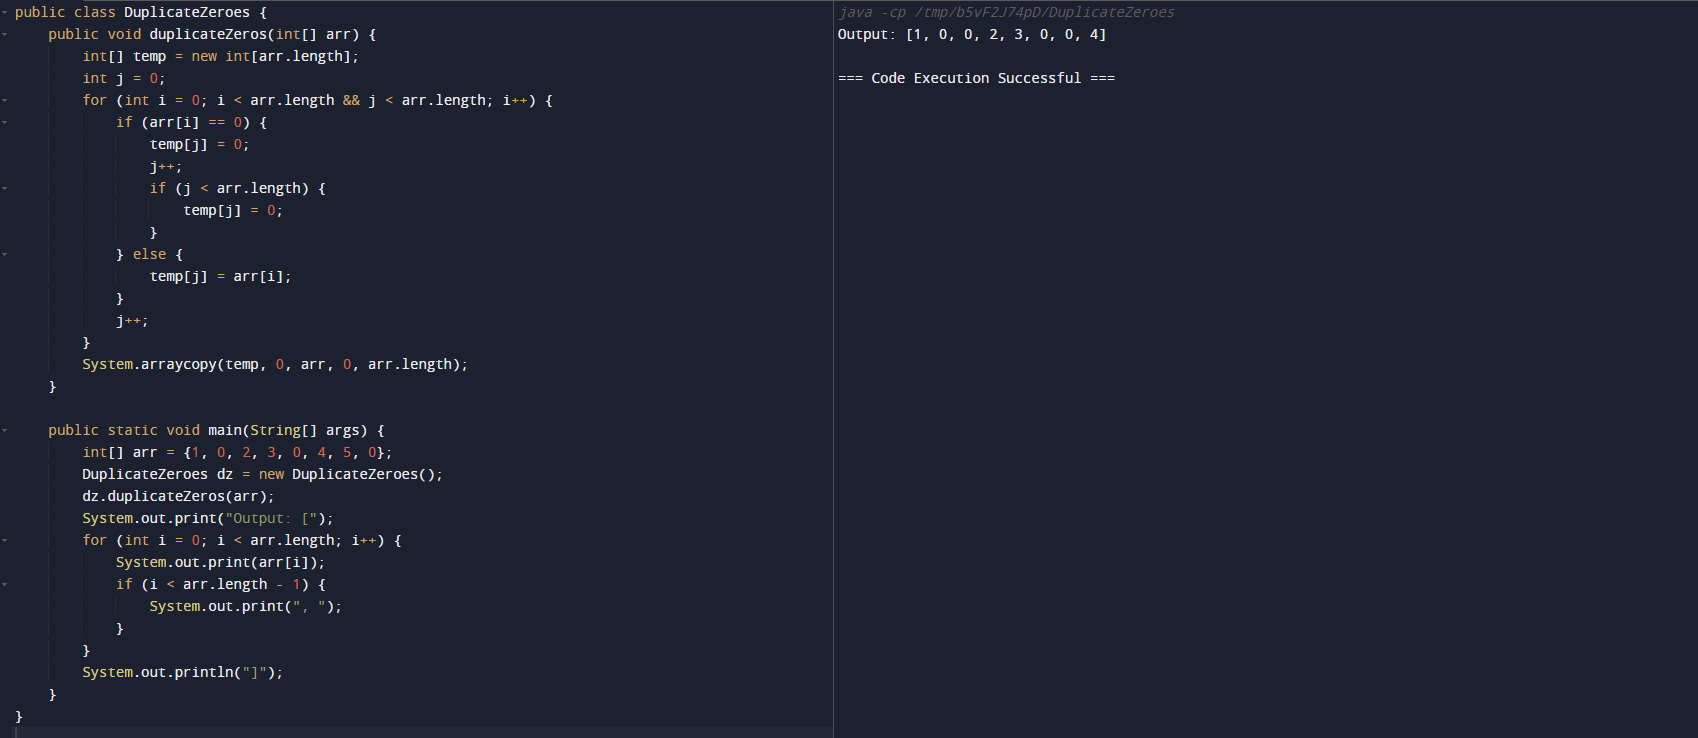 public class DuplicateZeroes {
    public void duplicateZeros(int[] arr) {
        int[] temp = new int[arr.length];
        int j = 0;
        for (int i = 0; i < arr.length && j < arr.length; i++) {
            if (arr[i] == 0) {
                temp[j] = 0;
                j++;
                if (j < arr.length) {
                    temp[j] = 0;
                }
            } else {
                temp[j] = arr[i];
            }
            j++;
        }
        System.arraycopy(temp, 0, arr, 0, arr.length);
    }

    public static void main(String[] args) {
        int[] arr = {1, 0, 2, 3, 0, 4, 5, 0};
        DuplicateZeroes dz = new DuplicateZeroes();
        dz.duplicateZeros(arr);
        System.out.print("Output: [");
        for (int i = 0; i < arr.length; i++) {
            System.out.print(arr[i]);
            if (i < arr.length - 1) {
                System.out.print(", ");
            }
        }
        System.out.println("]");
    }
}
java -cp /tmp/b5vF2J74pD/DuplicateZeroes
Output: [1, 0, 0, 2, 3, 0, 0, 4]

=== Code Execution Successful ===